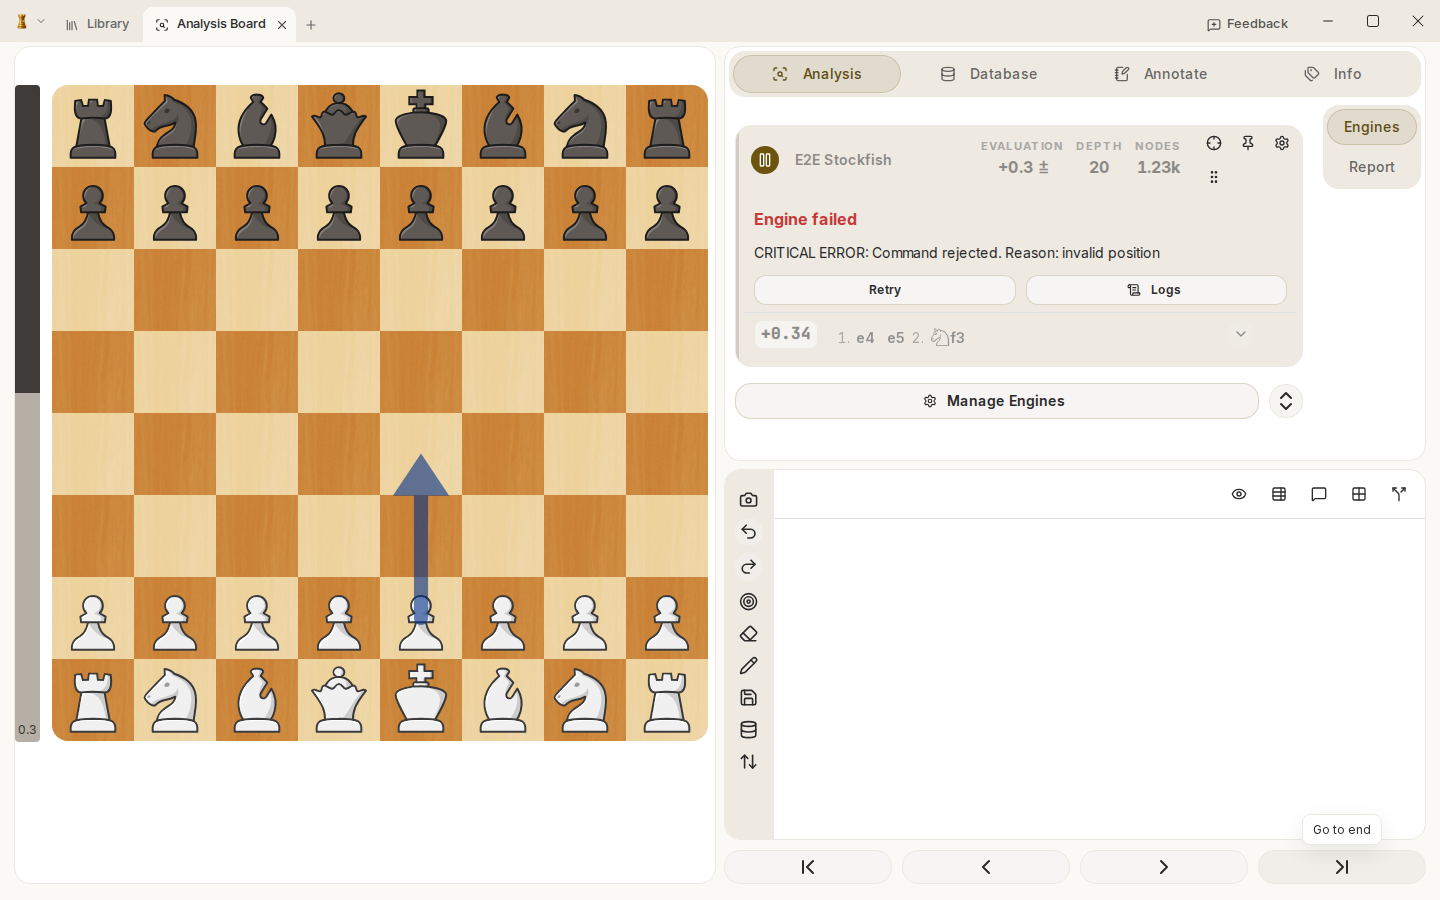 Library
Analysis Board
Feedback
Analysis
Database
Annotate
Info
Engines
Report
E2E Stockfish
EVALUATION
+0.3 ±
DEPTH
20
NODES
1.23k
Engine failed
CRITICAL ERROR: Command rejected. Reason: invalid position
Retry
Logs
+0.34
1. e4 e5 2. ♘f3
Manage Engines
0.3
Go to end